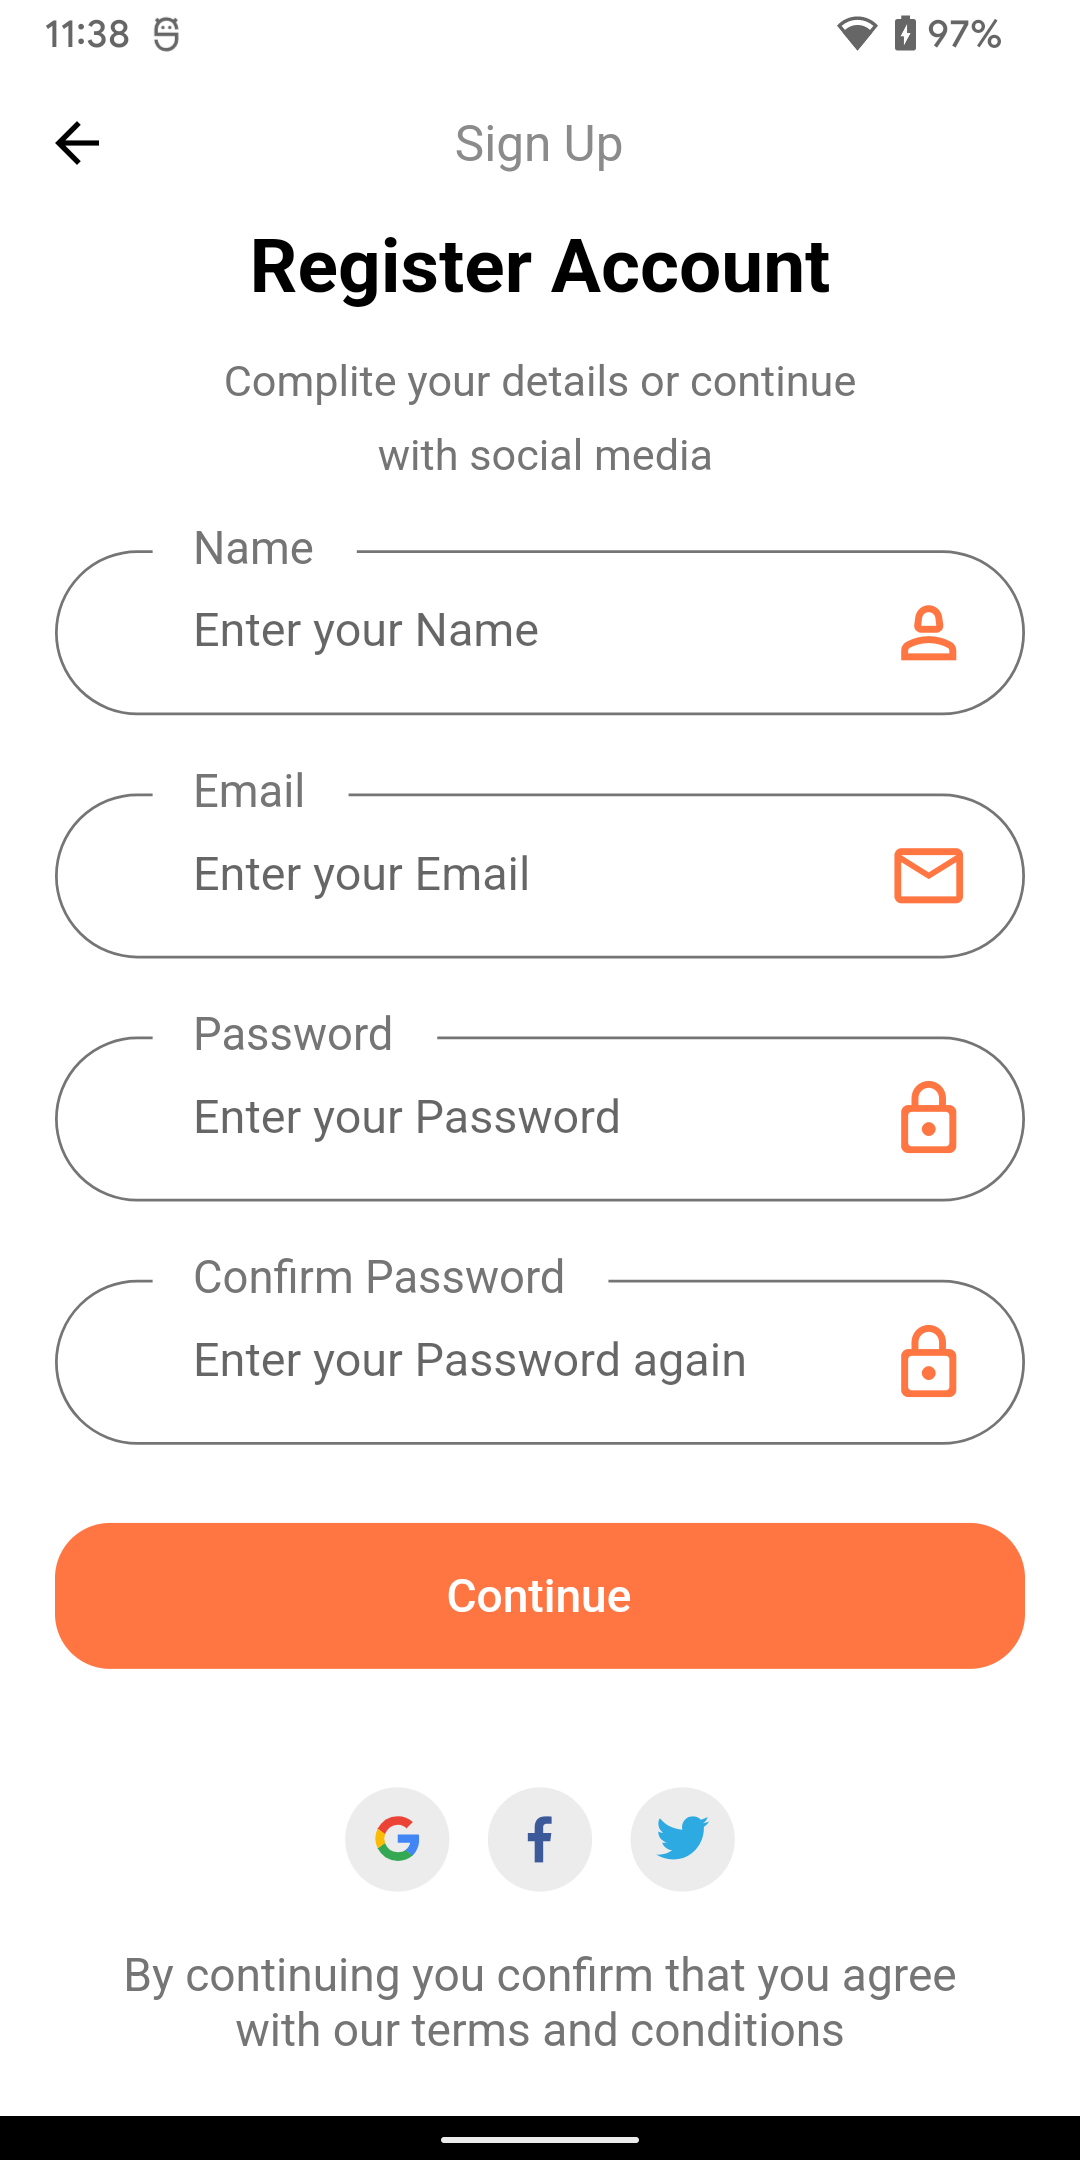 11:38
97%
Sign Up
Register Account
Complite your details or continue
with social media
Name
Enter your Name
Email
Enter your Email
Password
Enter your Password
Confirm Password
Enter your Password again
Continue
By continuing you confirm that you agree
with our terms and conditions